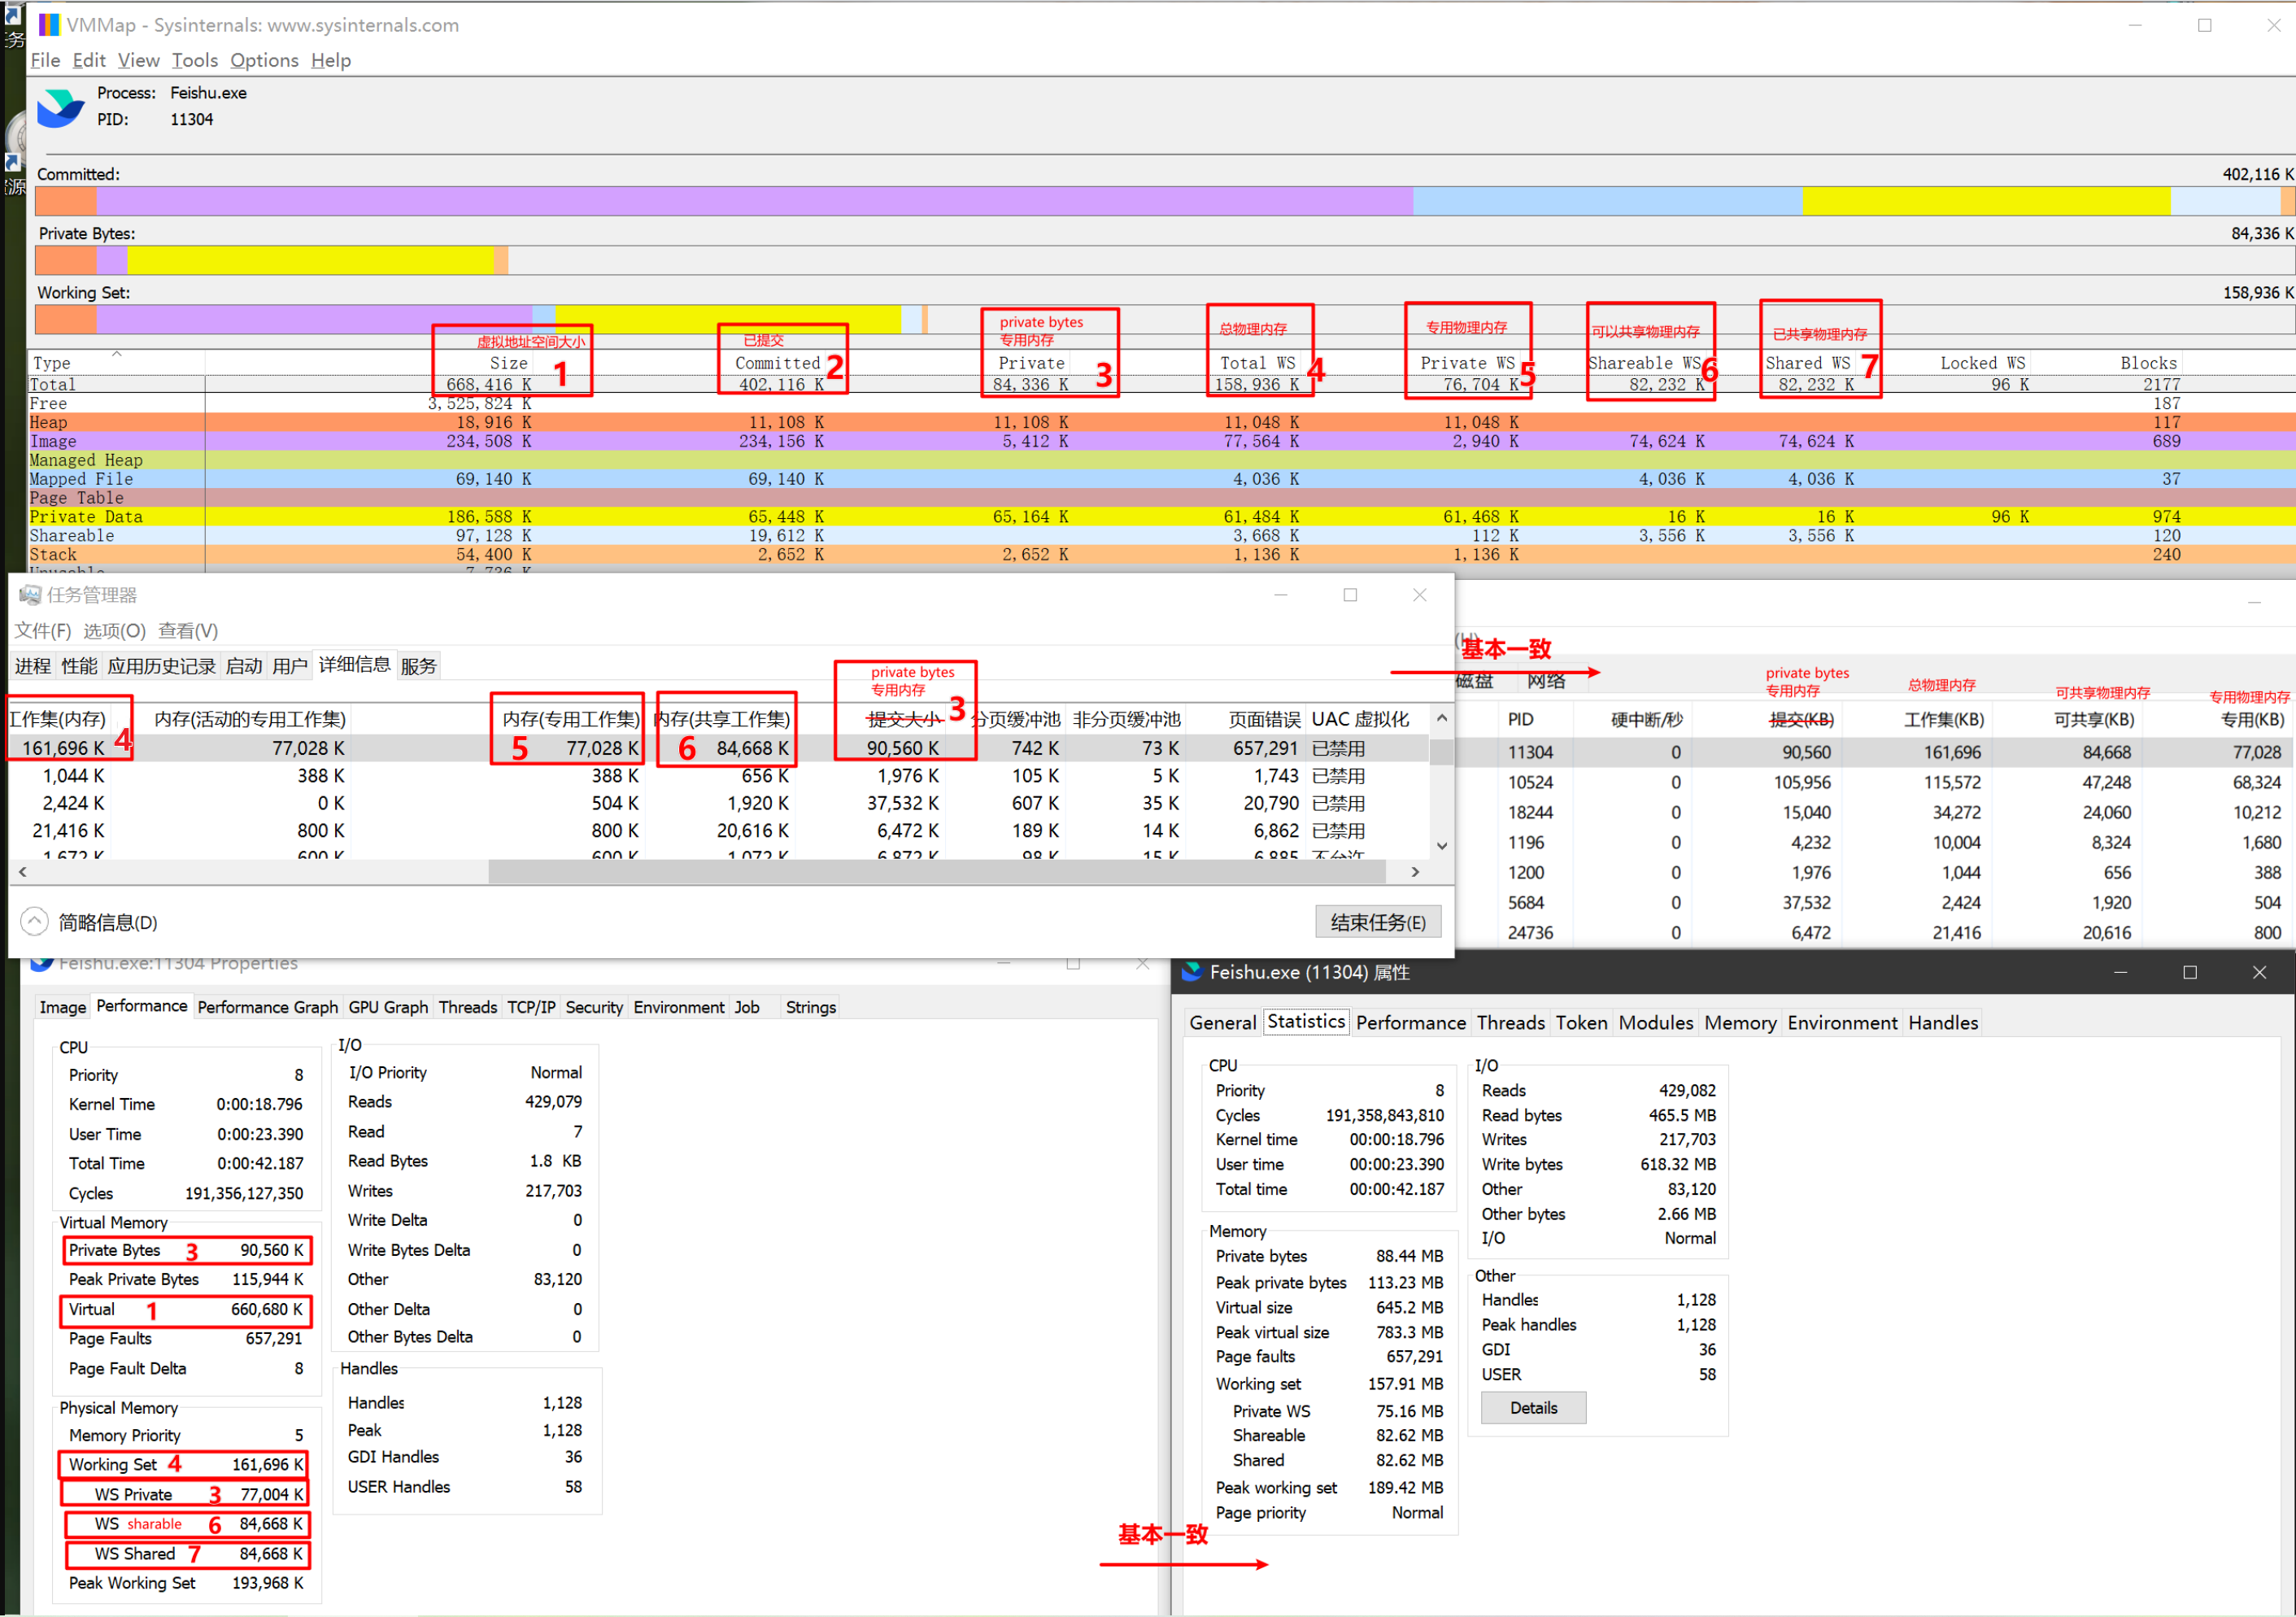 VMMap - Sysinternals: www.sysinternals.com
File Edit View Tools Options Help
Process: Feishu.exe
PID: 11304
Committed: 402,116 K
Private Bytes: 84,336 K
Working Set: 158,936 K
虚拟地址空间大小 已提交 private bytes 专用内存 总物理内存 专用物理内存 可以共享物理内存 已共享物理内存
Type Size 1 Committed 2 Private 3 Total WS 4 Private WS 5 Shareable WS 6 Shared WS 7 Locked WS Blocks
Total 668,416 K 402,116 K 84,336 K 158,936 K 76,704 K 82,232 K 82,232 K 96 K 2177
Free 3,525,824 K 187
Heap 18,916 K 11,108 K 11,108 K 11,048 K 11,048 K 117
Image 234,508 K 234,156 K 5,412 K 77,564 K 2,940 K 74,624 K 74,624 K 689
Managed Heap
Mapped File 69,140 K 69,140 K 4,036 K 4,036 K 4,036 K 37
Page Table
Private Data 186,588 K 65,448 K 65,164 K 61,484 K 61,468 K 16 K 16 K 96 K 974
Shareable 97,128 K 19,612 K 3,668 K 112 K 3,556 K 3,556 K 120
Stack 54,400 K 2,652 K 2,652 K 1,136 K 1,136 K 240
Unusable 7,736 K
任务管理器
文件(F) 选项(O) 查看(V)
进程 性能 应用历史记录 启动 用户 详细信息 服务
private bytes
专用内存
工作集(内存) 内存(活动的专用工作集) 内存(专用工作集) 内存(共享工作集) 提交大小 3 分页缓冲池 非分页缓冲池 页面错误 UAC 虚拟化
161,696 K 4 77,028 K 5 77,028 K 6 84,668 K 90,560 K 742 K 73 K 657,291 已禁用
1,044 K 388 K 388 K 656 K 1,976 K 105 K 5 K 1,743 已禁用
2,424 K 0 K 504 K 1,920 K 37,532 K 607 K 35 K 20,790 已禁用
21,416 K 800 K 800 K 20,616 K 6,472 K 189 K 14 K 6,862 已禁用
1,672 K 600 K 600 K 1,072 K 6,872 K 98 K 15 K 6,885 不允许
简略信息(D) 结束任务(E)
(H)
基本一致
磁盘 网络
private bytes
专用内存 总物理内存 可共享物理内存 专用物理内存
PID 硬中断/秒 提交(KB) 工作集(KB) 可共享(KB) 专用(KB)
11304 0 90,560 161,696 84,668 77,028
10524 0 105,956 115,572 47,248 68,324
18244 0 15,040 34,272 24,060 10,212
1196 0 4,232 10,004 8,324 1,680
1200 0 1,976 1,044 656 388
5684 0 37,532 2,424 1,920 504
24736 0 6,472 21,416 20,616 800
Feishu.exe:11304 Properties
Image Performance Performance Graph GPU Graph Threads TCP/IP Security Environment Job Strings
CPU
Priority 8
Kernel Time 0:00:18.796
User Time 0:00:23.390
Total Time 0:00:42.187
Cycles 191,356,127,350
Virtual Memory
Private Bytes 3 90,560 K
Peak Private Bytes 115,944 K
Virtual 1 660,680 K
Page Faults 657,291
Page Fault Delta 8
Physical Memory
Memory Priority 5
Working Set 4 161,696 K
WS Private 3 77,004 K
WS sharable 6 84,668 K
WS Shared 7 84,668 K
Peak Working Set 193,968 K
I/O
I/O Priority Normal
Reads 429,079
Read 7
Read Bytes 1.8 KB
Writes 217,703
Write Delta 0
Write Bytes Delta 0
Other 83,120
Other Delta 0
Other Bytes Delta 0
Handles
Handles 1,128
Peak 1,128
GDI Handles 36
USER Handles 58
基本一致
Feishu.exe (11304) 属性
General Statistics Performance Threads Token Modules Memory Environment Handles
CPU
Priority 8
Cycles 191,358,843,810
Kernel time 00:00:18.796
User time 00:00:23.390
Total time 00:00:42.187
Memory
Private bytes 88.44 MB
Peak private bytes 113.23 MB
Virtual size 645.2 MB
Peak virtual size 783.3 MB
Page faults 657,291
Working set 157.91 MB
Private WS 75.16 MB
Shareable 82.62 MB
Shared 82.62 MB
Peak working set 189.42 MB
Page priority Normal
I/O
Reads 429,082
Read bytes 465.5 MB
Writes 217,703
Write bytes 618.32 MB
Other 83,120
Other bytes 2.66 MB
I/O Normal
Other
Handles 1,128
Peak handles 1,128
GDI 36
USER 58
Details